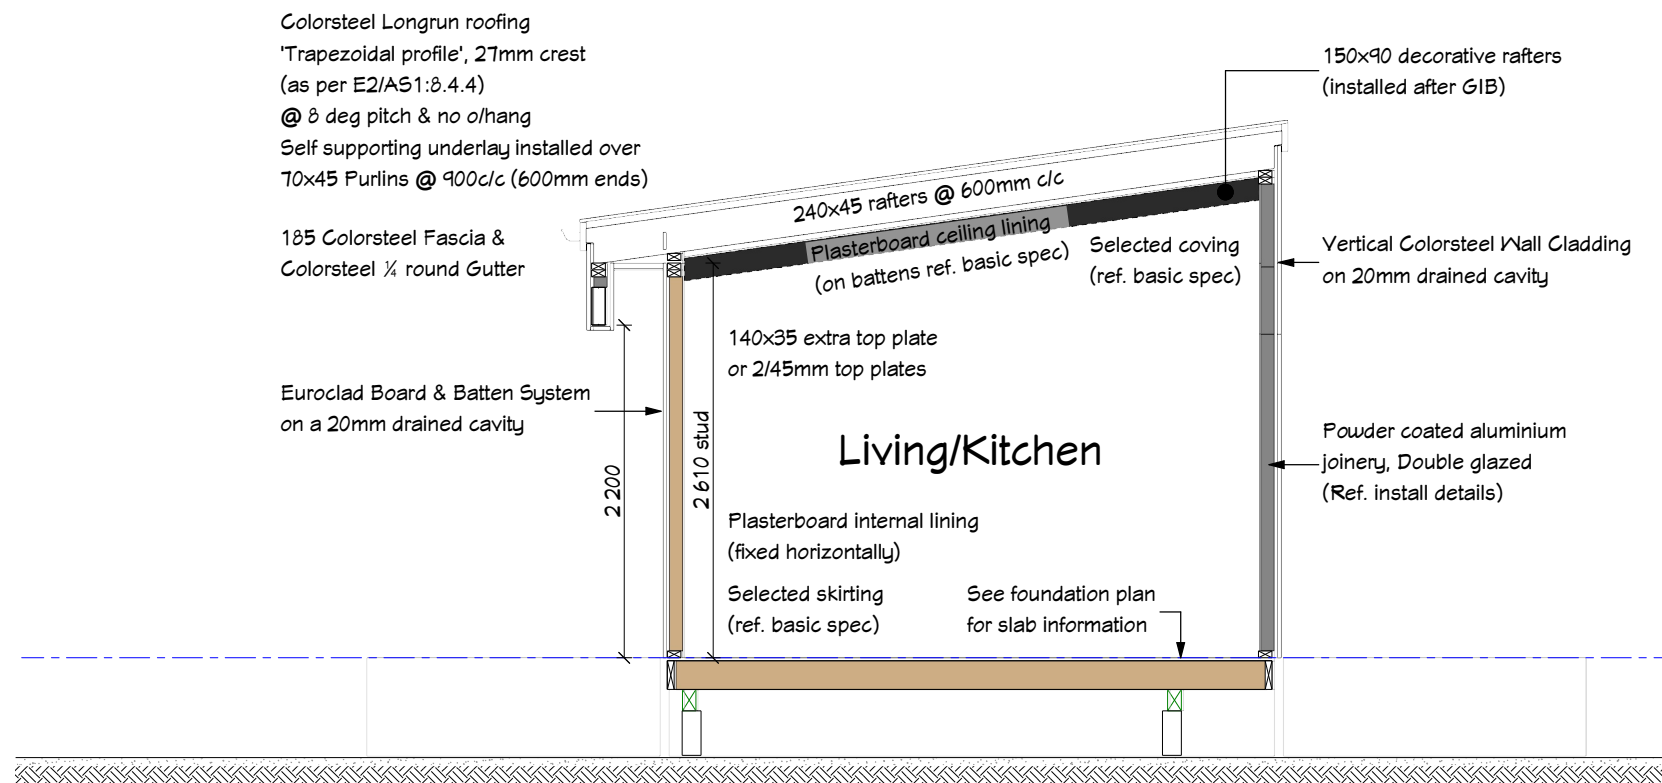 Colorsteel Longrun roofing
'Trapezoidal profile', 27mm crest
(as per E2/AS1:8.4.4)
@ 8 deg pitch & no o/hang
Self supporting underlay installed over
70x45 Purlins @ 900c/c (600mm ends)
185 Colorsteel Fascia &
Colorsteel ¼ round Gutter
Euroclad Board & Batten System
on a 20mm drained cavity
2200
2610 stud
240x45 rafters @ 600mm c/c
Plasterboard ceiling lining
(on battens ref. basic spec)
Selected coving
(ref. basic spec)
140x35 extra top plate
or 2/45mm top plates
Living/Kitchen
Plasterboard internal lining
(fixed horizontally)
Selected skirting
(ref. basic spec)
See foundation plan
for slab information
150x90 decorative rafters
(installed after GIB)
Vertical Colorsteel Wall Cladding
on 20mm drained cavity
Powder coated aluminium
joinery, Double glazed
(Ref. install details)